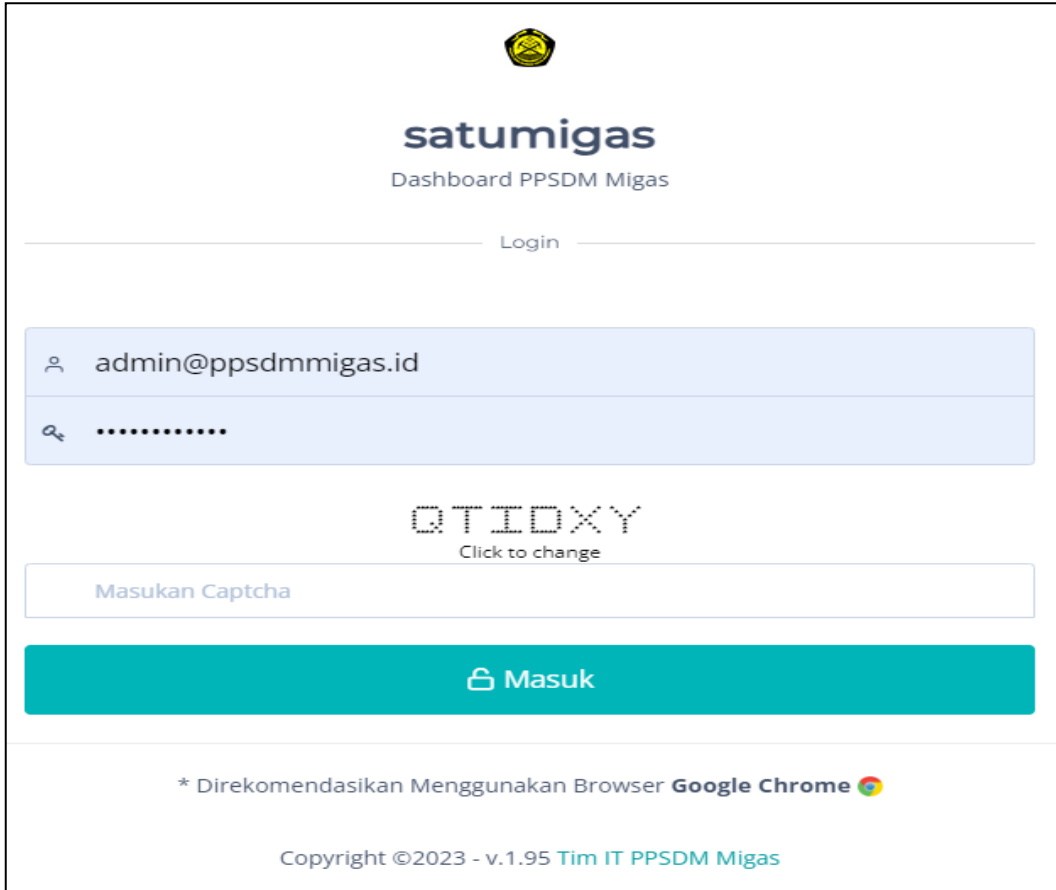 satumigas
Dashboard PPSDM Migas
Login
admin@ppsdmmigas.id
••••••••••••
QTIDXY
Click to change
Masukan Captcha
Masuk
* Direkomendasikan Menggunakan Browser Google Chrome
Copyright ©2023 - v.1.95 Tim IT PPSDM Migas